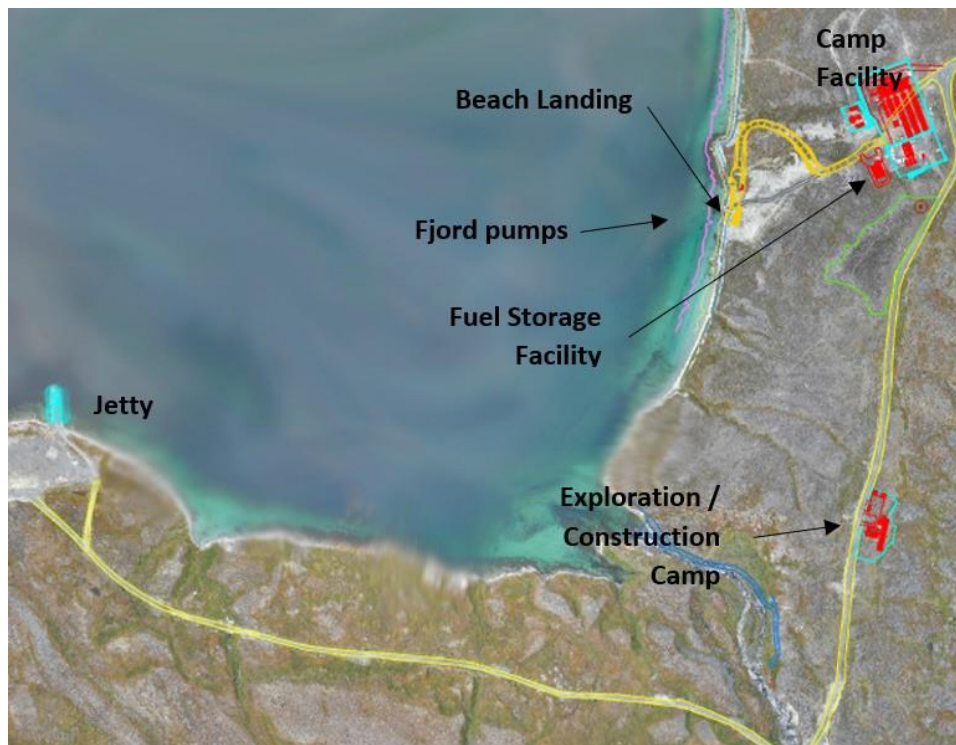 Camp
Facility
Beach Landing
Fjord pumps
Fuel Storage
Facility
Jetty
Exploration /
Construction
Camp